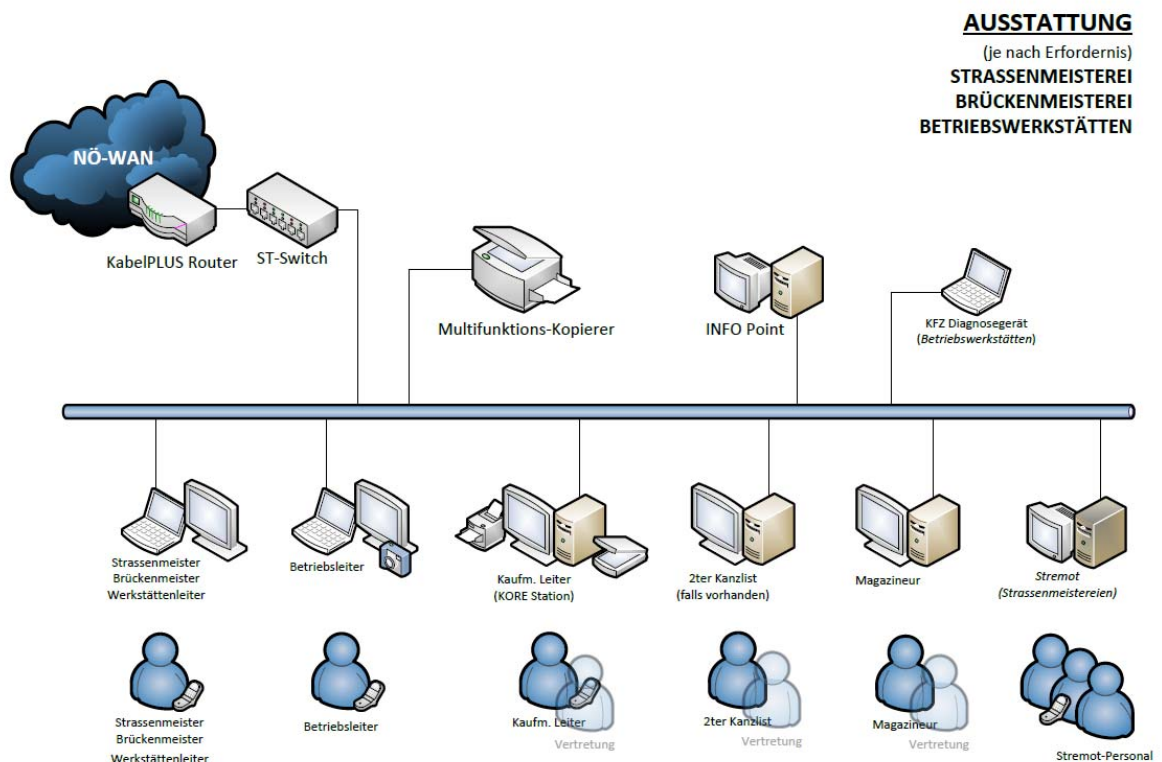 AUSSTATTUNG
(je nach Erfordernis)
STRASSENMEISTEREI
BRÜCKENMEISTEREI
BETRIEBSWERKSTÄTTEN
NÖ-WAN
KabelPLUS Router
ST-Switch
Multifunktions-Kopierer
INFO Point
KFZ Diagnosegerät
(Betriebswerkstätten)
Strassenmeister
Brückenmeister
Werkstättenleiter
Betriebsleiter
Kaufm. Leiter
(KORE Station)
2ter Kanzlist
(falls vorhanden)
Magazineur
Stremot
(Strassenmeistereien)
Strassenmeister
Brückenmeister
Werkstättenleiter
Betriebsleiter
Kaufm. Leiter
Vertretung
2ter Kanzlist
Vertretung
Magazineur
Vertretung
Stremot-Personal